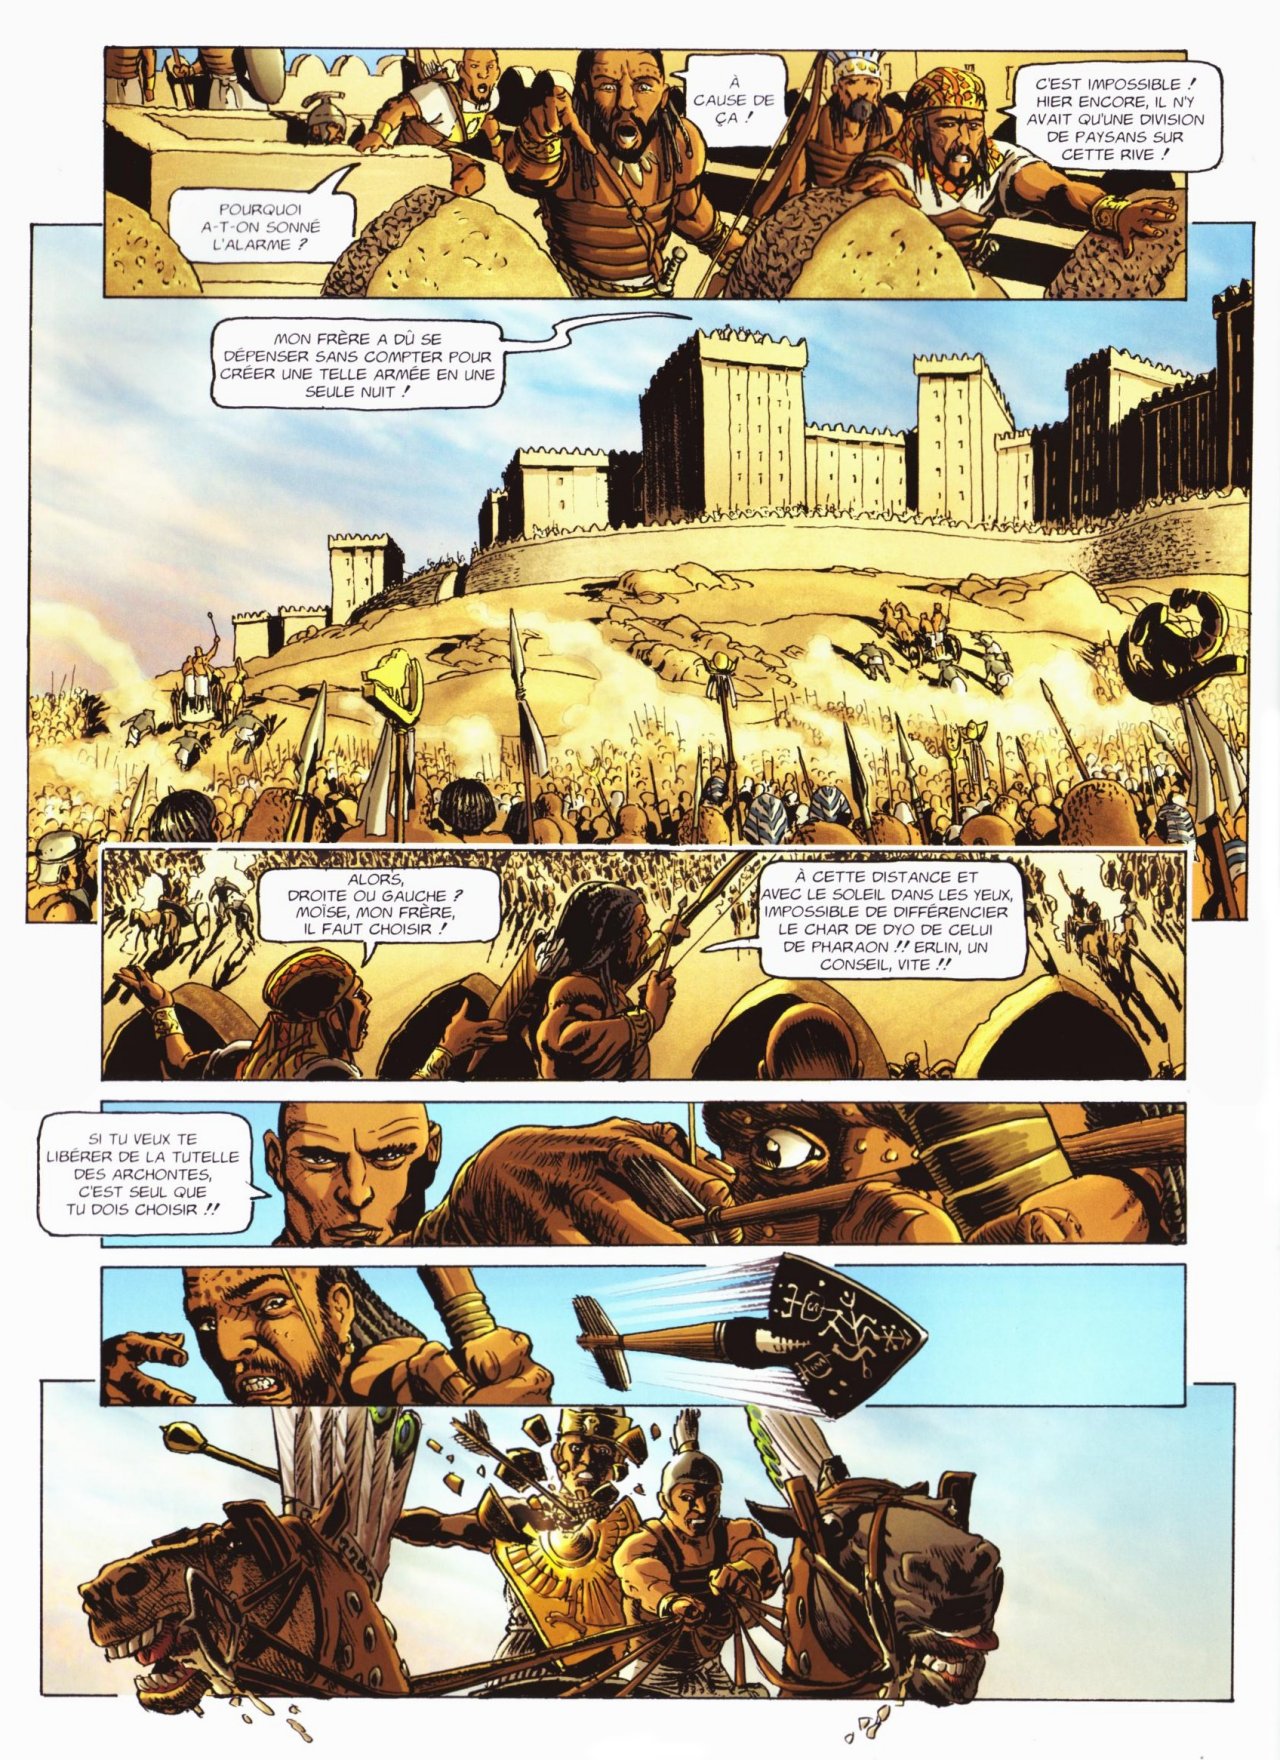 POURQUOI
A-T-ON SONNÉ
L'ALARME ?
À
CAUSE DE
ÇA !
C'EST IMPOSSIBLE !
HIER ENCORE, IL N'Y
AVAIT QU'UNE DIVISION
DE PAYSANS SUR
CETTE RIVE !
MON FRÈRE A DÛ SE
DÉPENSER SANS COMPTER POUR
CRÉER UNE TELLE ARMÉE EN UNE
SEULE NUIT !
ALORS,
DROITE OU GAUCHE ?
MOÏSE, MON FRÈRE,
IL FAUT CHOISIR !
À CETTE DISTANCE ET
AVEC LE SOLEIL DANS LES YEUX,
IMPOSSIBLE DE DIFFÉRENCIER
LE CHAR DE DYO DE CELUI
DE PHARAON !! ERLIN, UN
CONSEIL, VITE !!
SI TU VEUX TE
LIBÉRER DE LA TUTELLE
DES ARCHONTES,
C'EST SEUL QUE
TU DOIS CHOISIR !!